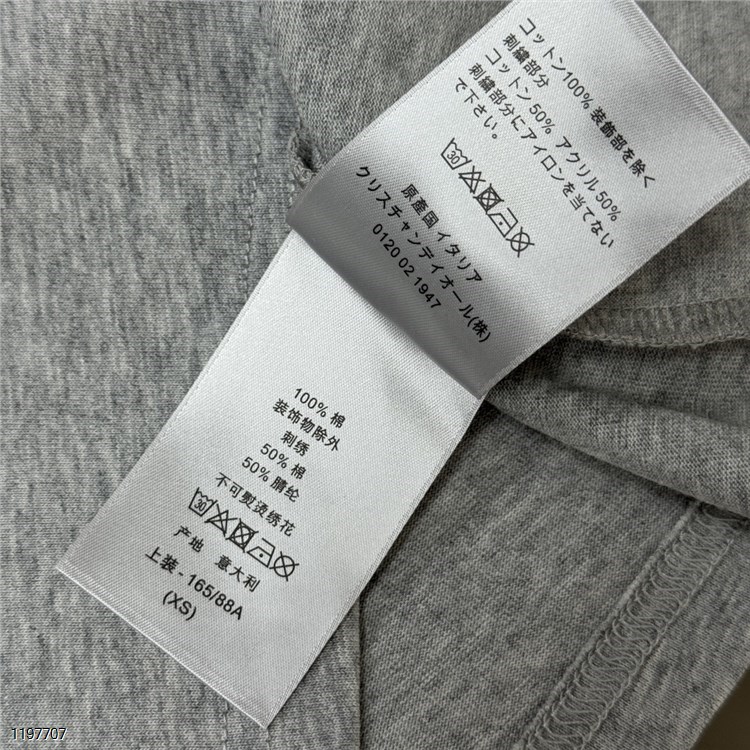 コットン100% 装飾部を除く
刺繍部分
コットン 50% アクリル 50%
刺繍部分にアイロンを当てない
で下さい。
30
原産国 イタリア
クリスチャンディオール(株)
0120 02 1947
100% 棉
装饰物除外
刺绣
50% 棉
50% 腈纶
不可熨烫绣花
30
产地 意大利
上装 - 165/88A
(XS)
1197707